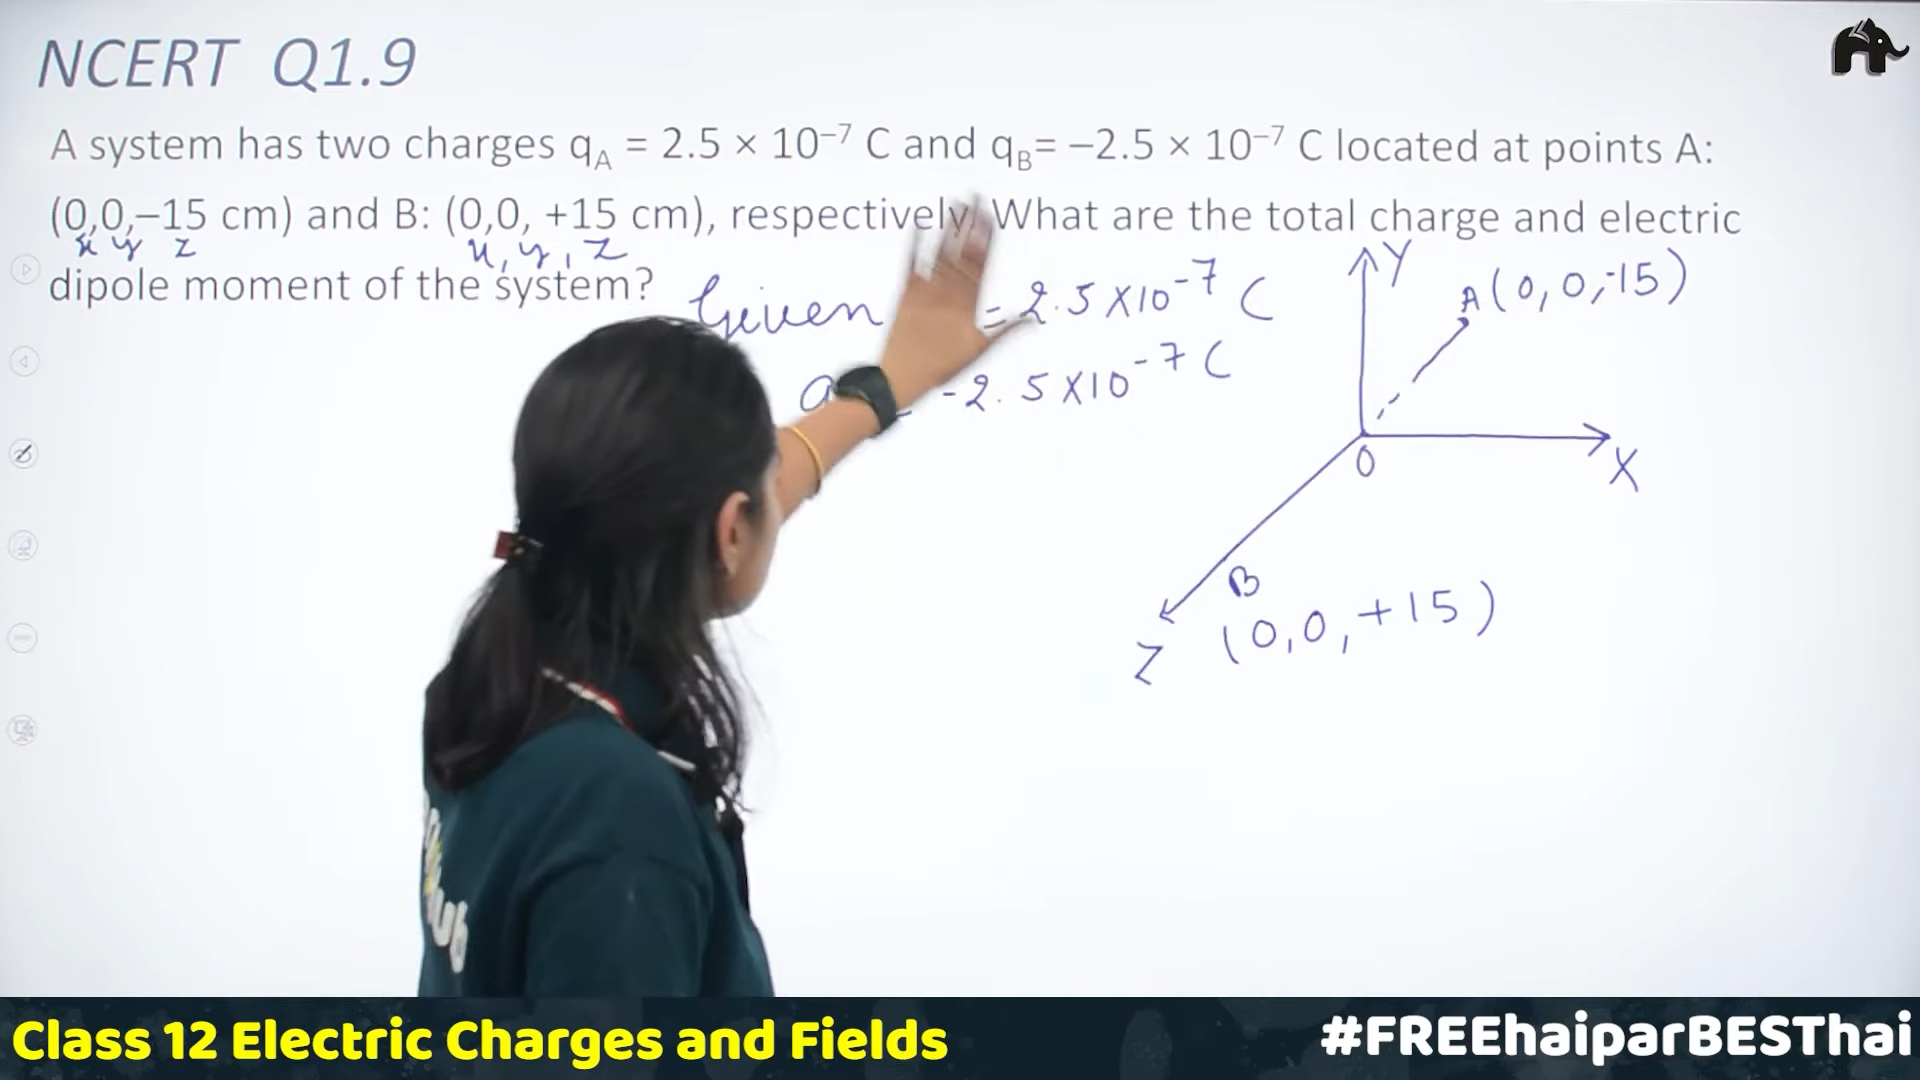 NCERT Q1.9
A system has two charges qA = 2.5 × 10⁻⁷ C and qB= –2.5 × 10⁻⁷ C located at points A:
(0,0,–15 cm) and B: (0,0, +15 cm), respectively. What are the total charge and electric
x y z x, y, z
dipole moment of the system?
Given = 2.5 X10⁻⁷ C
-2.5 X10⁻⁷ C
Y
A (0, 0, -15)
O
X
B
(0, 0, +15)
Z
Class 12 Electric Charges and Fields
#FREEhaiparBESThai